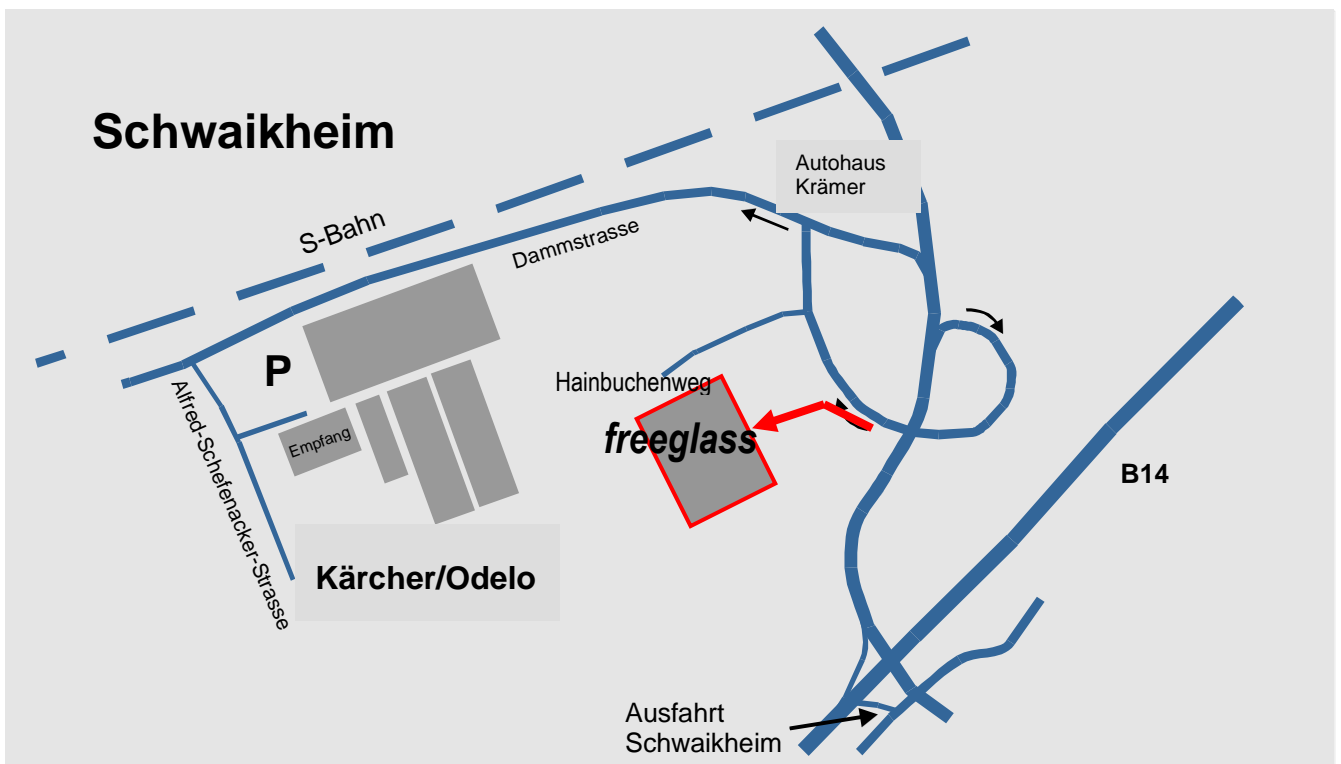 Schwaikheim
Autohaus
Krämer
S-Bahn
Dammstrasse
P
Hainbuchenweg
Alfred-Schefenacker-Strasse
Empfang
freeglass
B14
Kärcher/Odelo
Ausfahrt
Schwaikheim